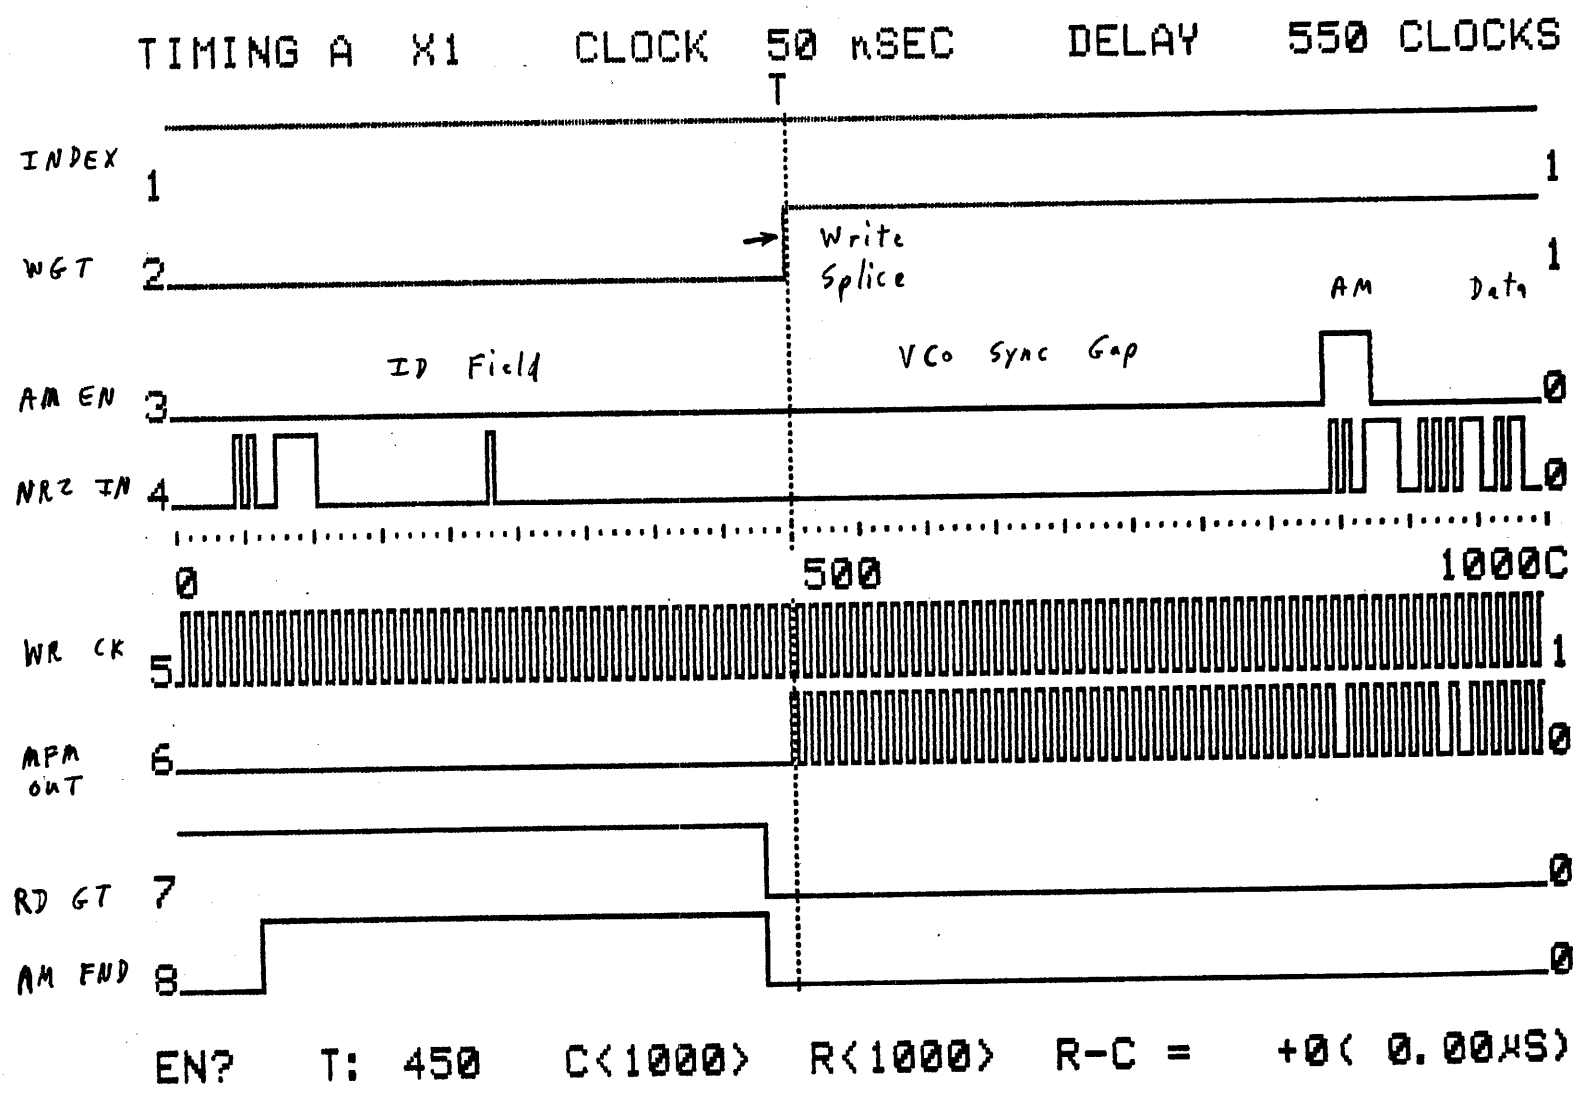 TIMING A X1 CLOCK 50 nSEC DELAY 550 CLOCKS
T
INDEX 1 1
WGT 2 Write Splice 1
AM Data
ID Field VCO Sync Gap
AM EN 3 0
NRZ IN 4 0
0 500 1000C
WR CK 5 1
MFM OUT 6 0
RD GT 7 0
AM FND 8 0
EN? T: 450 C<1000> R<1000> R-C = +0( 0.00µS)